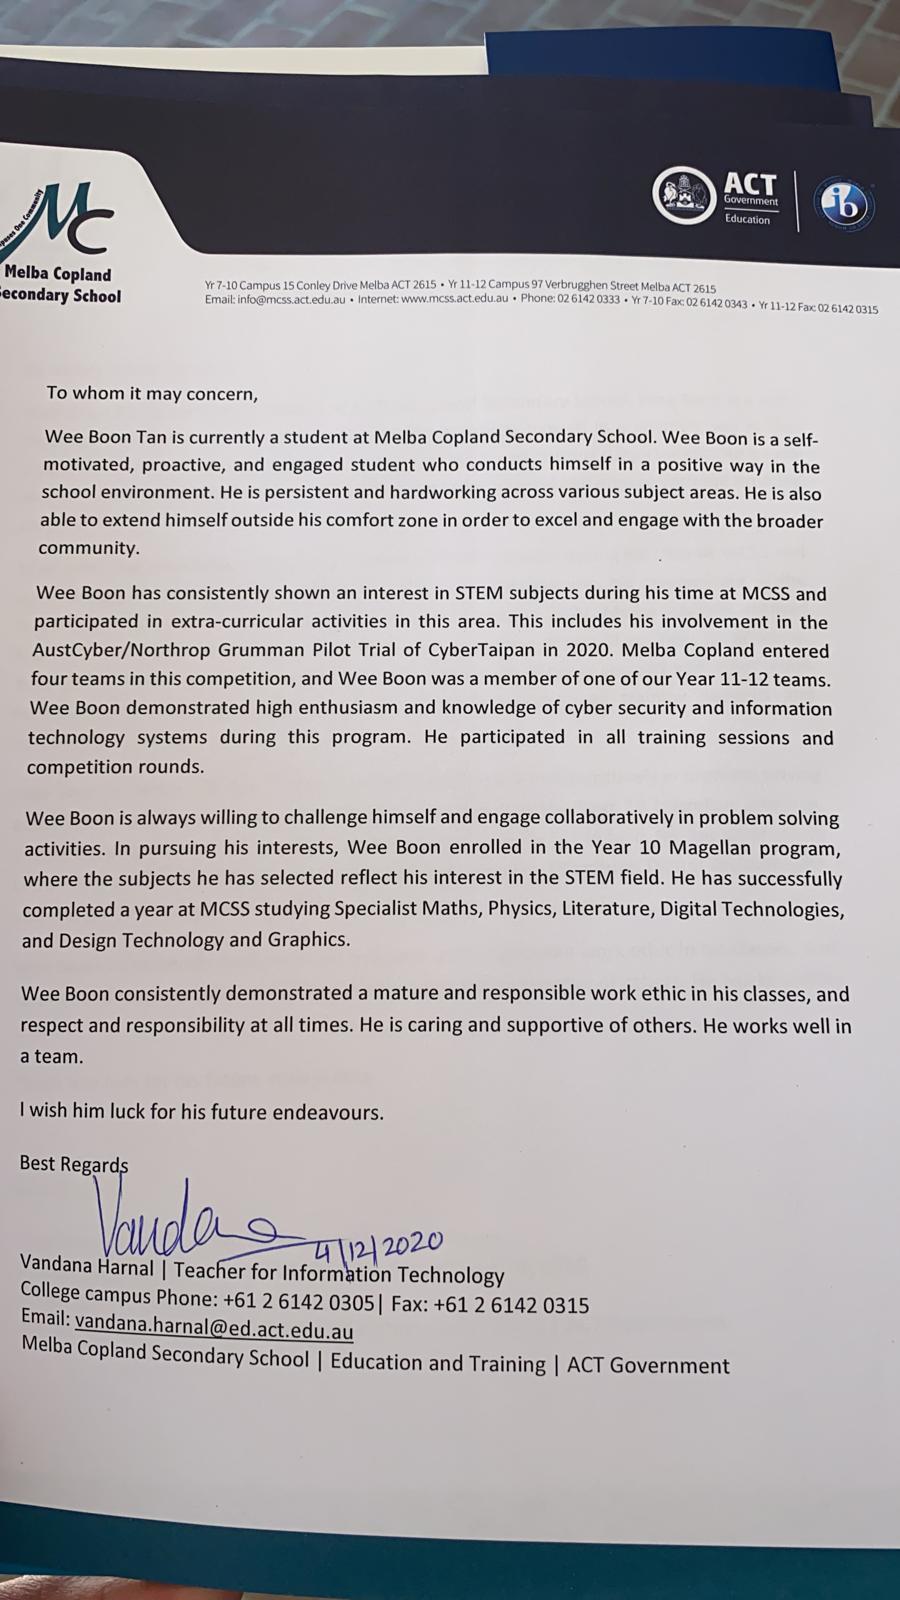 Melba Copland
Secondary School
ACT
Government
Education
ib
Yr 7-10 Campus 15 Conley Drive Melba ACT 2615 • Yr 11-12 Campus 97 Verbrugghen Street Melba ACT 2615
Email: info@mcss.act.edu.au • Internet: www.mcss.act.edu.au • Phone: 02 6142 0333 • Yr 7-10 Fax: 02 6142 0343 • Yr 11-12 Fax: 02 6142 0315
To whom it may concern,
Wee Boon Tan is currently a student at Melba Copland Secondary School. Wee Boon is a self-
motivated, proactive, and engaged student who conducts himself in a positive way in the
school environment. He is persistent and hardworking across various subject areas. He is also
able to extend himself outside his comfort zone in order to excel and engage with the broader
community.
Wee Boon has consistently shown an interest in STEM subjects during his time at MCSS and
participated in extra-curricular activities in this area. This includes his involvement in the
AustCyber/Northrop Grumman Pilot Trial of CyberTaipan in 2020. Melba Copland entered
four teams in this competition, and Wee Boon was a member of one of our Year 11-12 teams.
Wee Boon demonstrated high enthusiasm and knowledge of cyber security and information
technology systems during this program. He participated in all training sessions and
competition rounds.
Wee Boon is always willing to challenge himself and engage collaboratively in problem solving
activities. In pursuing his interests, Wee Boon enrolled in the Year 10 Magellan program,
where the subjects he has selected reflect his interest in the STEM field. He has successfully
completed a year at MCSS studying Specialist Maths, Physics, Literature, Digital Technologies,
and Design Technology and Graphics.
Wee Boon consistently demonstrated a mature and responsible work ethic in his classes, and
respect and responsibility at all times. He is caring and supportive of others. He works well in
a team.
I wish him luck for his future endeavours.
Best Regards
Vandana
4/12/2020
Vandana Harnal | Teacher for Information Technology
College campus Phone: +61 2 6142 0305| Fax: +61 2 6142 0315
Email: vandana.harnal@ed.act.edu.au
Melba Copland Secondary School | Education and Training | ACT Government